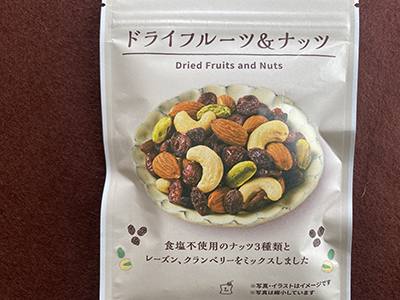 ドライフルーツ&ナッツ
Dried Fruits and Nuts
食塩不使用のナッツ3種類と
レーズン、クランベリーをミックスしました
※写真・イラストはイメージです
※写真は縮小しています